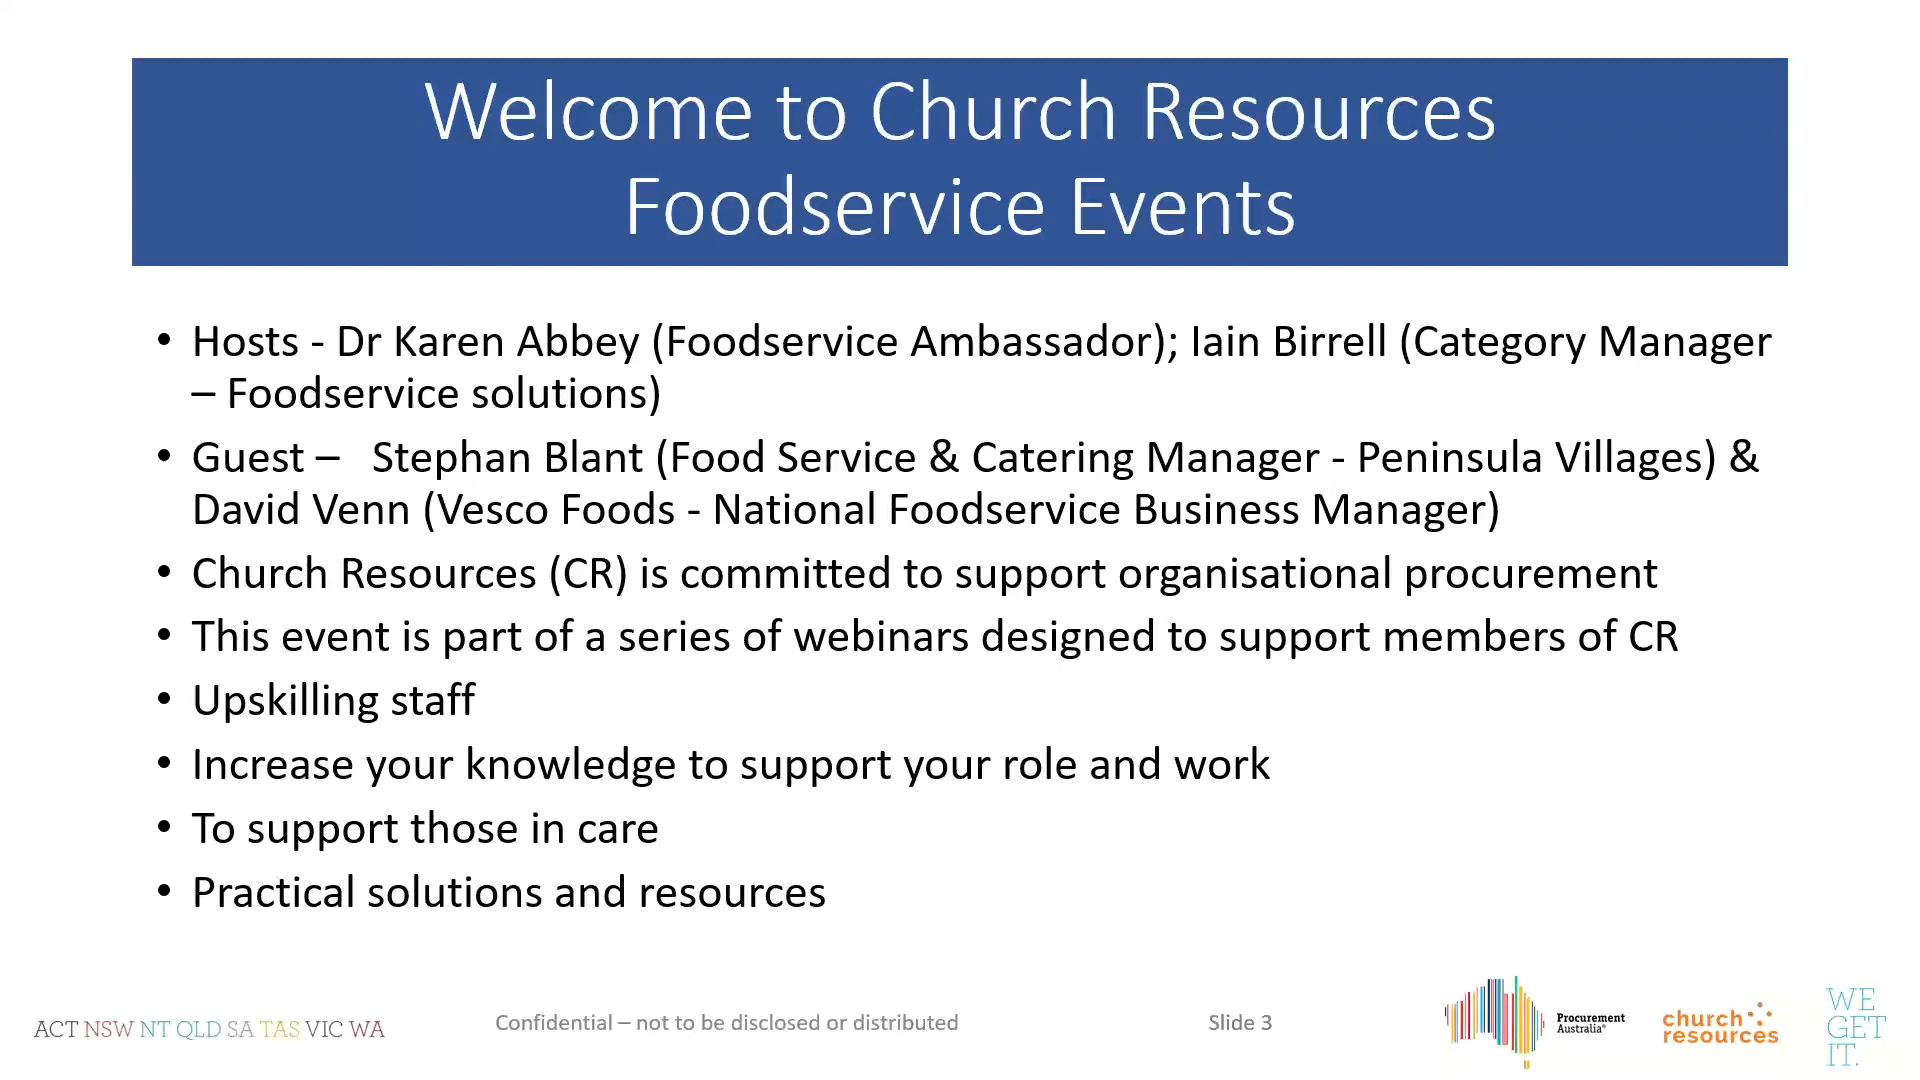 Welcome to Church Resources
Foodservice Events
• Hosts - Dr Karen Abbey (Foodservice Ambassador); Iain Birrell (Category Manager
– Foodservice solutions)
• Guest –   Stephan Blant (Food Service & Catering Manager - Peninsula Villages) &
David Venn (Vesco Foods - National Foodservice Business Manager)
• Church Resources (CR) is committed to support organisational procurement
• This event is part of a series of webinars designed to support members of CR
• Upskilling staff
• Increase your knowledge to support your role and work
• To support those in care
• Practical solutions and resources
ACT NSW NT QLD SA TAS VIC WA
Confidential – not to be disclosed or distributed
Slide 3
Procurement
Australia®
church
resources
WE
GET
IT.